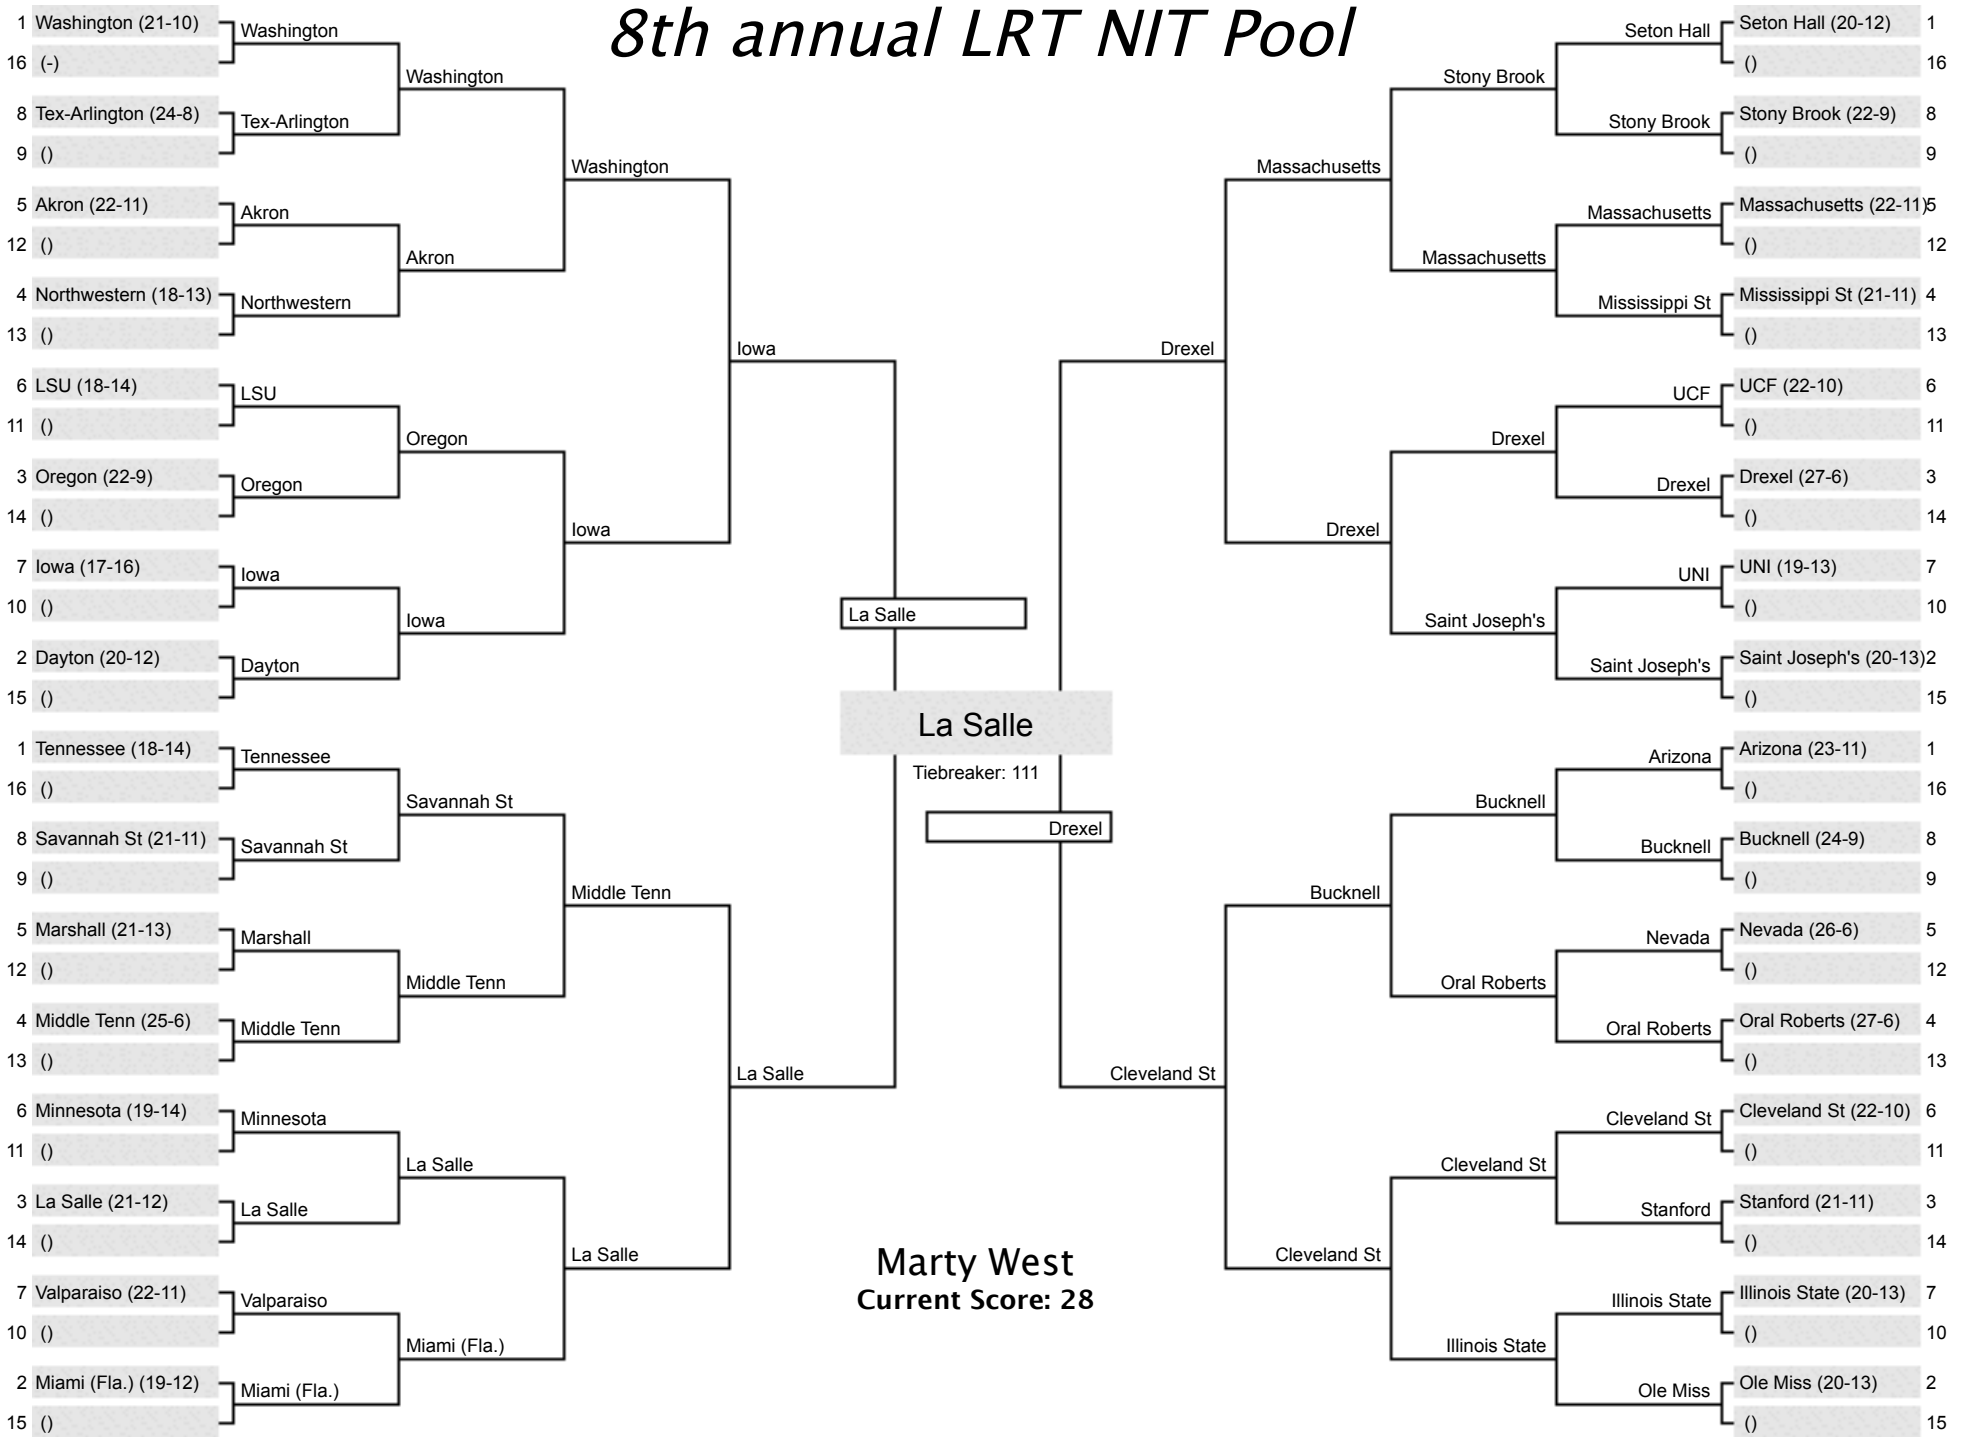 8th annual LRT NIT Pool
1 Washington (21-10)
16 (-)
8 Tex-Arlington (24-8)
9 ()
5 Akron (22-11)
12 ()
4 Northwestern (18-13)
13 ()
6 LSU (18-14)
11 ()
3 Oregon (22-9)
14 ()
7 Iowa (17-16)
10 ()
2 Dayton (20-12)
15 ()
1 Tennessee (18-14)
16 ()
8 Savannah St (21-11)
9 ()
5 Marshall (21-13)
12 ()
4 Middle Tenn (25-6)
13 ()
6 Minnesota (19-14)
11 ()
3 La Salle (21-12)
14 ()
7 Valparaiso (22-11)
10 ()
2 Miami (Fla.) (19-12)
15 ()
Washington
Tex-Arlington
Akron
Northwestern
LSU
Oregon
Iowa
Dayton
Tennessee
Savannah St
Marshall
Middle Tenn
Minnesota
La Salle
Valparaiso
Miami (Fla.)
Washington
Akron
Oregon
Iowa
Savannah St
Middle Tenn
La Salle
Miami (Fla.)
Washington
Iowa
Middle Tenn
La Salle
Iowa
La Salle
La Salle
La Salle
Tiebreaker: 111
Drexel
Marty West
Current Score: 28
Drexel
Cleveland St
Massachusetts
Drexel
Bucknell
Cleveland St
Stony Brook
Massachusetts
Drexel
Saint Joseph's
Bucknell
Oral Roberts
Cleveland St
Illinois State
Seton Hall
Stony Brook
Massachusetts
Mississippi St
UCF
Drexel
UNI
Saint Joseph's
Arizona
Bucknell
Nevada
Oral Roberts
Cleveland St
Stanford
Illinois State
Ole Miss
Seton Hall (20-12) 1
() 16
Stony Brook (22-9) 8
() 9
Massachusetts (22-11) 5
() 12
Mississippi St (21-11) 4
() 13
UCF (22-10) 6
() 11
Drexel (27-6) 3
() 14
UNI (19-13) 7
() 10
Saint Joseph's (20-13) 2
() 15
Arizona (23-11) 1
() 16
Bucknell (24-9) 8
() 9
Nevada (26-6) 5
() 12
Oral Roberts (27-6) 4
() 13
Cleveland St (22-10) 6
() 11
Stanford (21-11) 3
() 14
Illinois State (20-13) 7
() 10
Ole Miss (20-13) 2
() 15